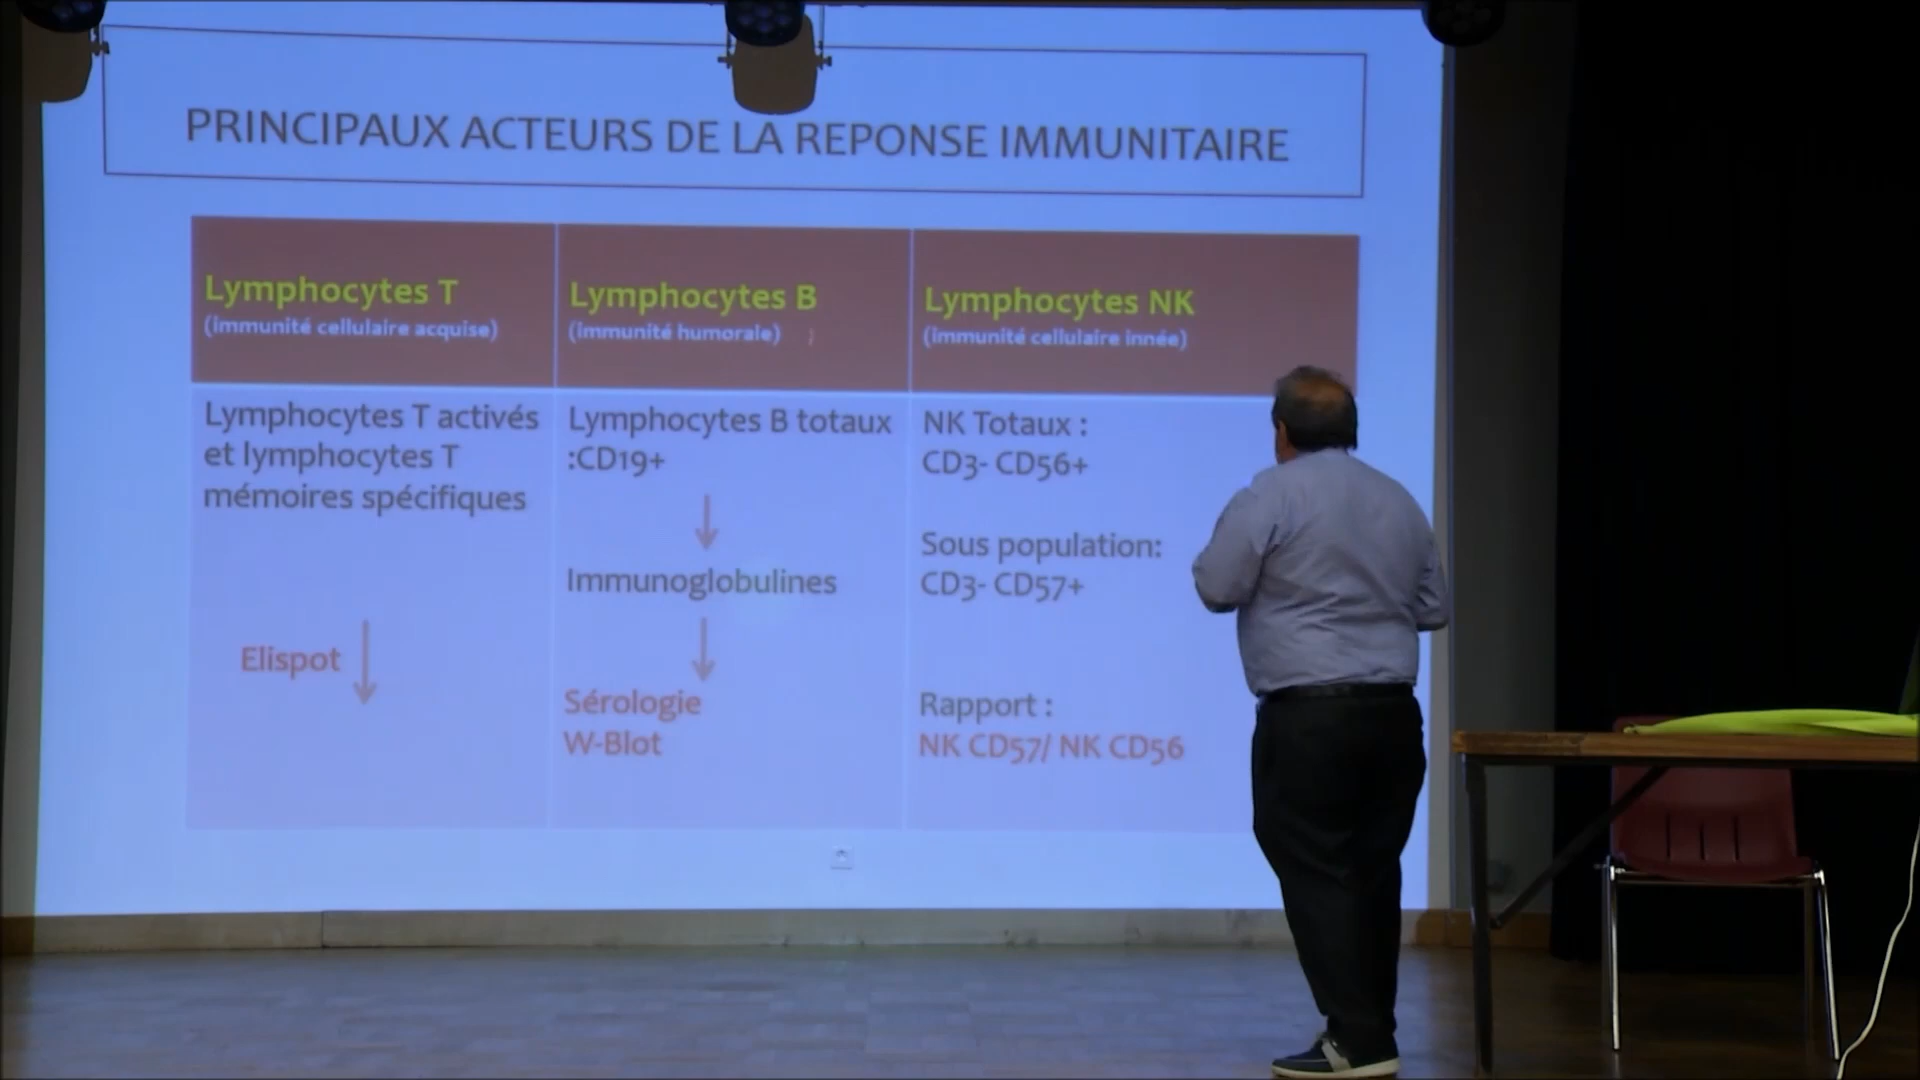 PRINCIPAUX ACTEURS DE LA REPONSE IMMUNITAIRE
Lymphocytes T
(immunité cellulaire acquise)
Lymphocytes T activés
et lymphocytes T
mémoires spécifiques
Elispot
Lymphocytes B
(immunité humorale) )
Lymphocytes B totaux
:CD19+
Immunoglobulines
Sérologie
W-Blot
Lymphocytes NK
(immunité cellulaire innée)
NK Totaux :
CD3- CD56+
Sous population:
CD3- CD57+
Rapport :
NK CD57/ NK CD56